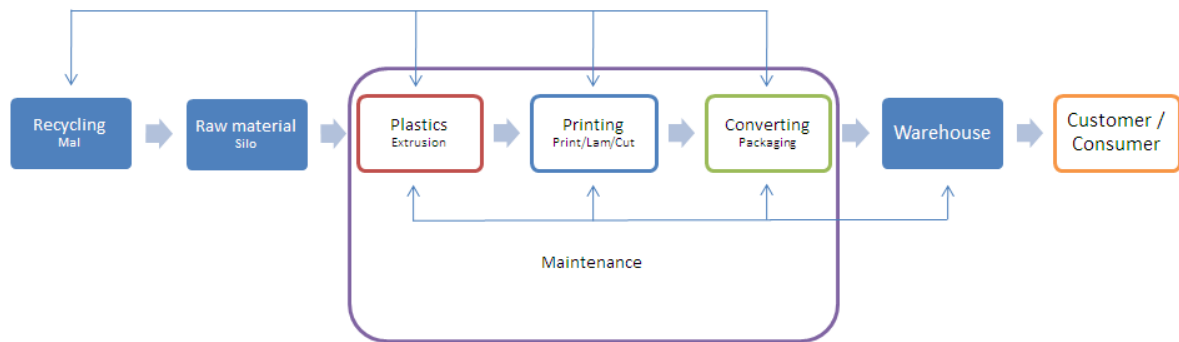 Recycling
Mal
Raw material
Silo
Plastics
Extrusion
Printing
Print/Lam/Cut
Converting
Packaging
Warehouse
Customer /
Consumer
Maintenance